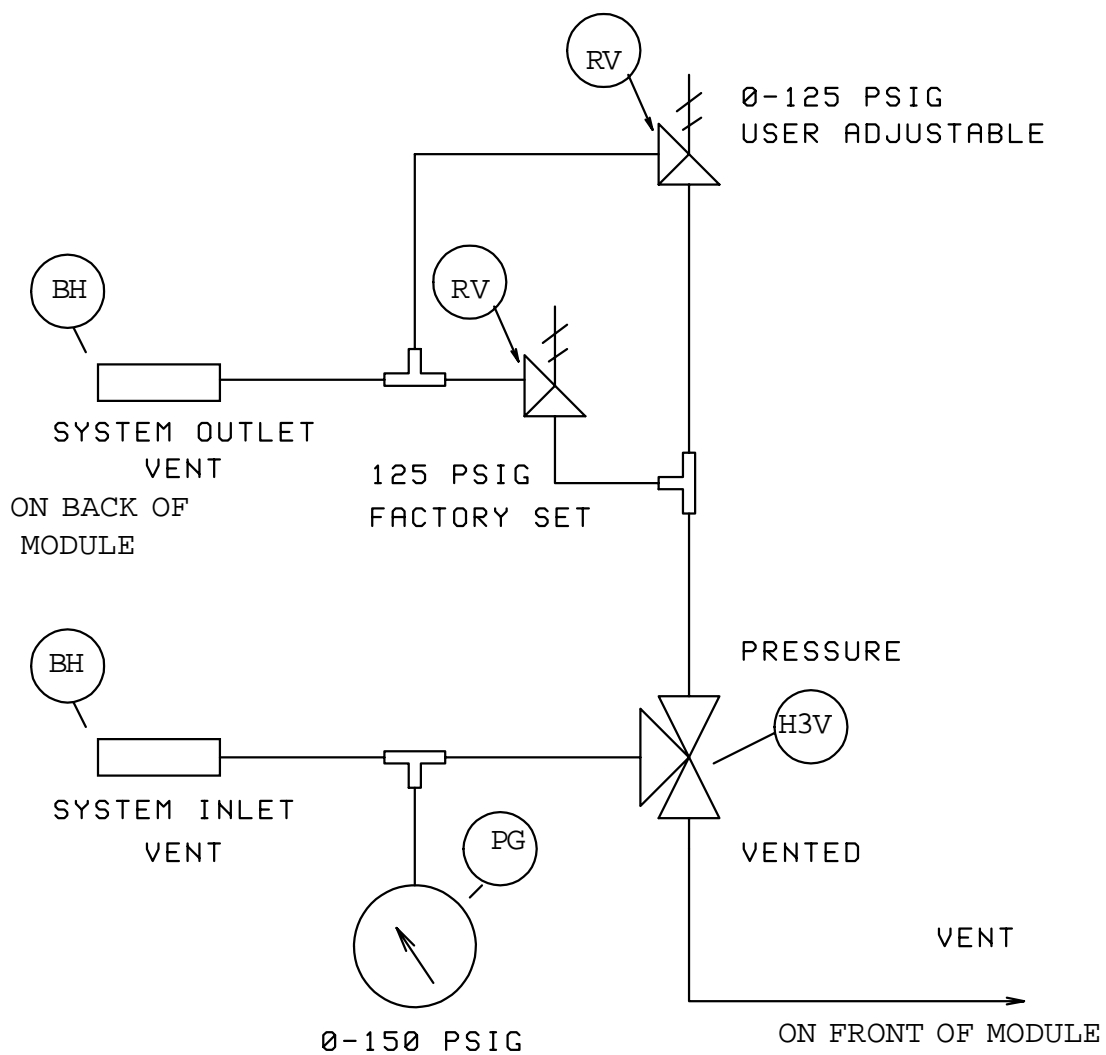 RV
0-125 PSIG
USER ADJUSTABLE
BH
RV
SYSTEM OUTLET
VENT
ON BACK OF
MODULE
125 PSIG
FACTORY SET
BH
PRESSURE
H3V
SYSTEM INLET
VENT
PG
VENTED
VENT
0-150 PSIG
ON FRONT OF MODULE